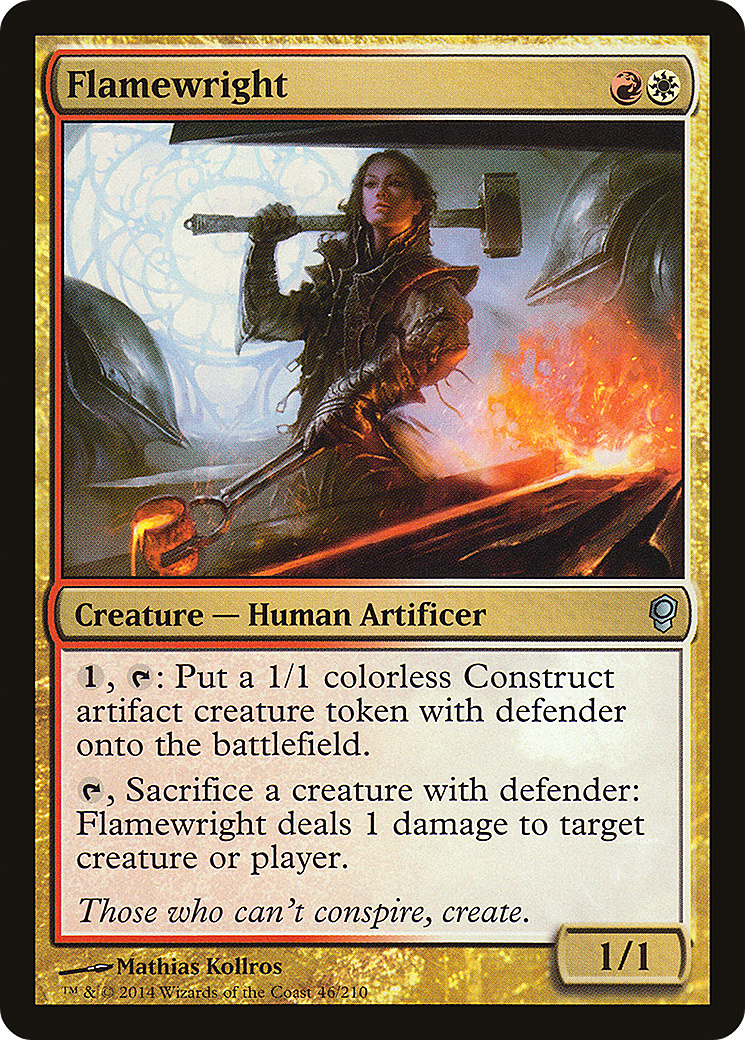 Flamewright
Creature — Human Artificer
1, : Put a 1/1 colorless Construct
artifact creature token with defender
onto the battlefield.
, Sacrifice a creature with defender:
Flamewright deals 1 damage to target
creature or player.
Those who can't conspire, create.
1/1
Mathias Kollros
™ & © 2014 Wizards of the Coast 46/210